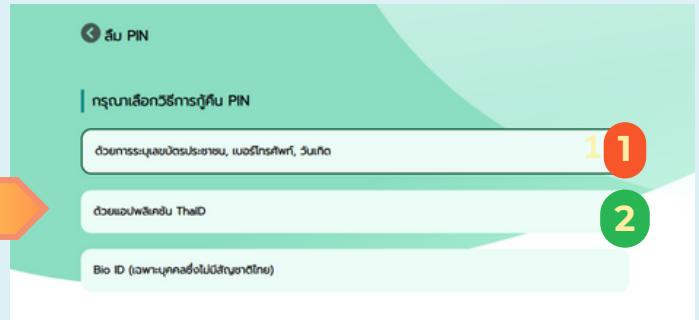 ลืม PIN
กรุณาเลือกวิธีการกู้คืน PIN
ด้วยการระบุเลขบัตรประชาชน, เบอร์โทรศัพท์, วันเกิด
1 1
ด้วยแอปพลิเคชัน ThaID
2
Bio ID (เฉพาะบุคคลซึ่งไม่มีสัญชาติไทย)